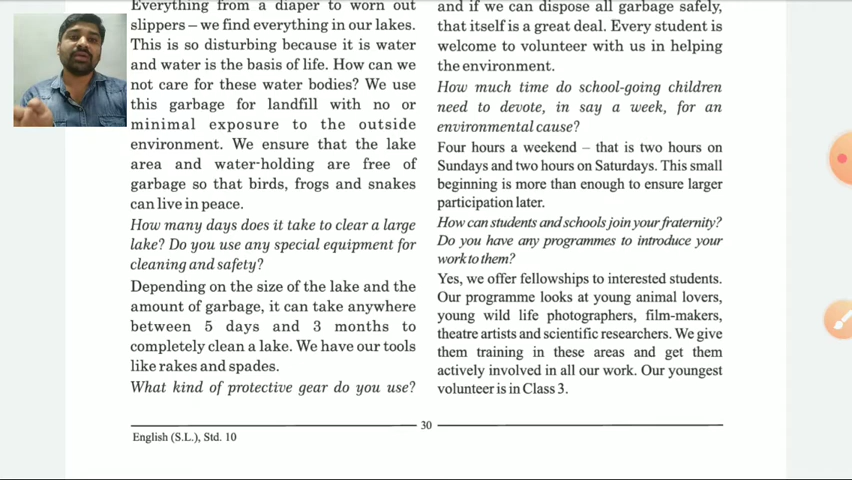 Everything from a diaper to worn out
slippers – we find everything in our lakes.
This is so disturbing because it is water
and water is the basis of life. How can we
not care for these water bodies? We use
this garbage for landfill with no or
minimal exposure to the outside
environment. We ensure that the lake
area and water-holding are free of
garbage so that birds, frogs and snakes
can live in peace.
How many days does it take to clear a large
lake? Do you use any special equipment for
cleaning and safety?
Depending on the size of the lake and the
amount of garbage, it can take anywhere
between 5 days and 3 months to
completely clean a lake. We have our tools
like rakes and spades.
What kind of protective gear do you use?
and if we can dispose all garbage safely,
that itself is a great deal. Every student is
welcome to volunteer with us in helping
the environment.
How much time do school-going children
need to devote, in say a week, for an
environmental cause?
Four hours a weekend – that is two hours on
Sundays and two hours on Saturdays. This small
beginning is more than enough to ensure larger
participation later.
How can students and schools join your fraternity?
Do you have any programmes to introduce your
work to them?
Yes, we offer fellowships to interested students.
Our programme looks at young animal lovers,
young wild life photographers, film-makers,
theatre artists and scientific researchers. We give
them training in these areas and get them
actively involved in all our work. Our youngest
volunteer is in Class 3.
30
English (S.L.), Std. 10